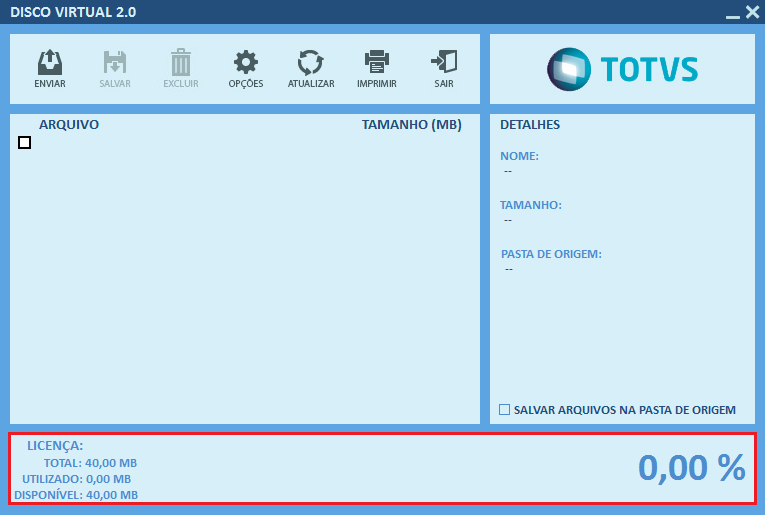 DISCO VIRTUAL 2.0
ENVIAR SALVAR EXCLUIR OPÇÕES ATUALIZAR IMPRIMIR SAIR
TOTVS
ARQUIVO TAMANHO (MB)
DETALHES
NOME:
--
TAMANHO:
--
PASTA DE ORIGEM:
--
SALVAR ARQUIVOS NA PASTA DE ORIGEM
LICENÇA:
TOTAL: 40,00 MB
UTILIZADO: 0,00 MB
DISPONÍVEL: 40,00 MB
0,00 %